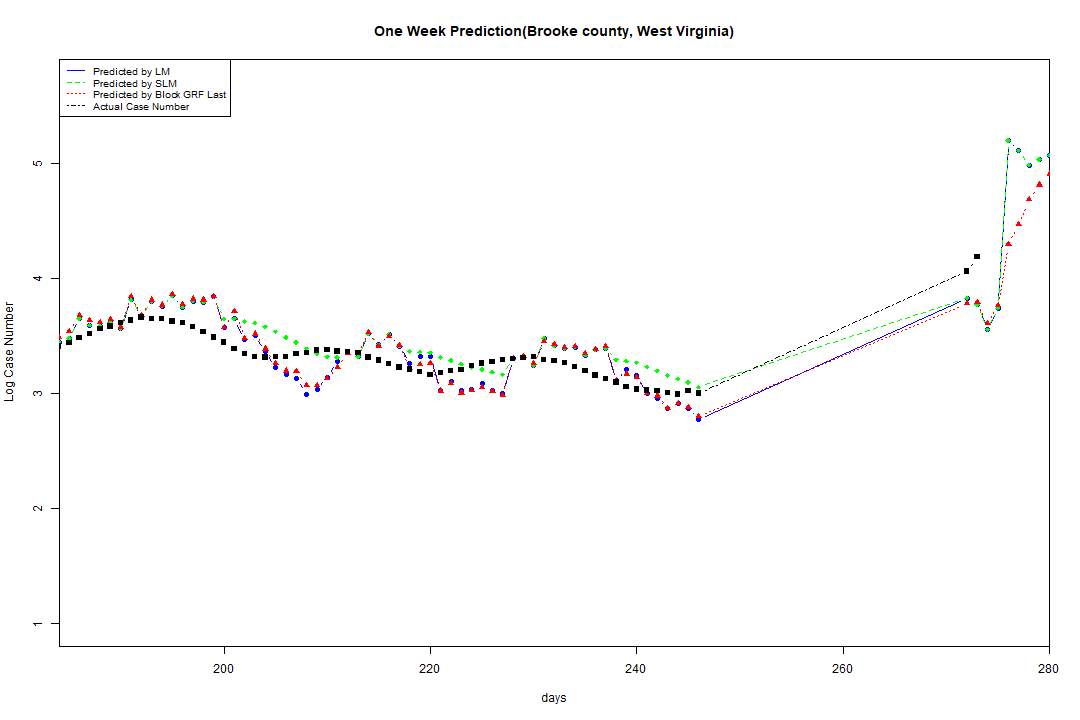 One Week Prediction(Brooke county, West Virginia)
Predicted by LM
Predicted by SLM
Predicted by Block GRF Last
Actual Case Number
Log Case Number
5
4
3
2
1
200 220 240 260 280
days